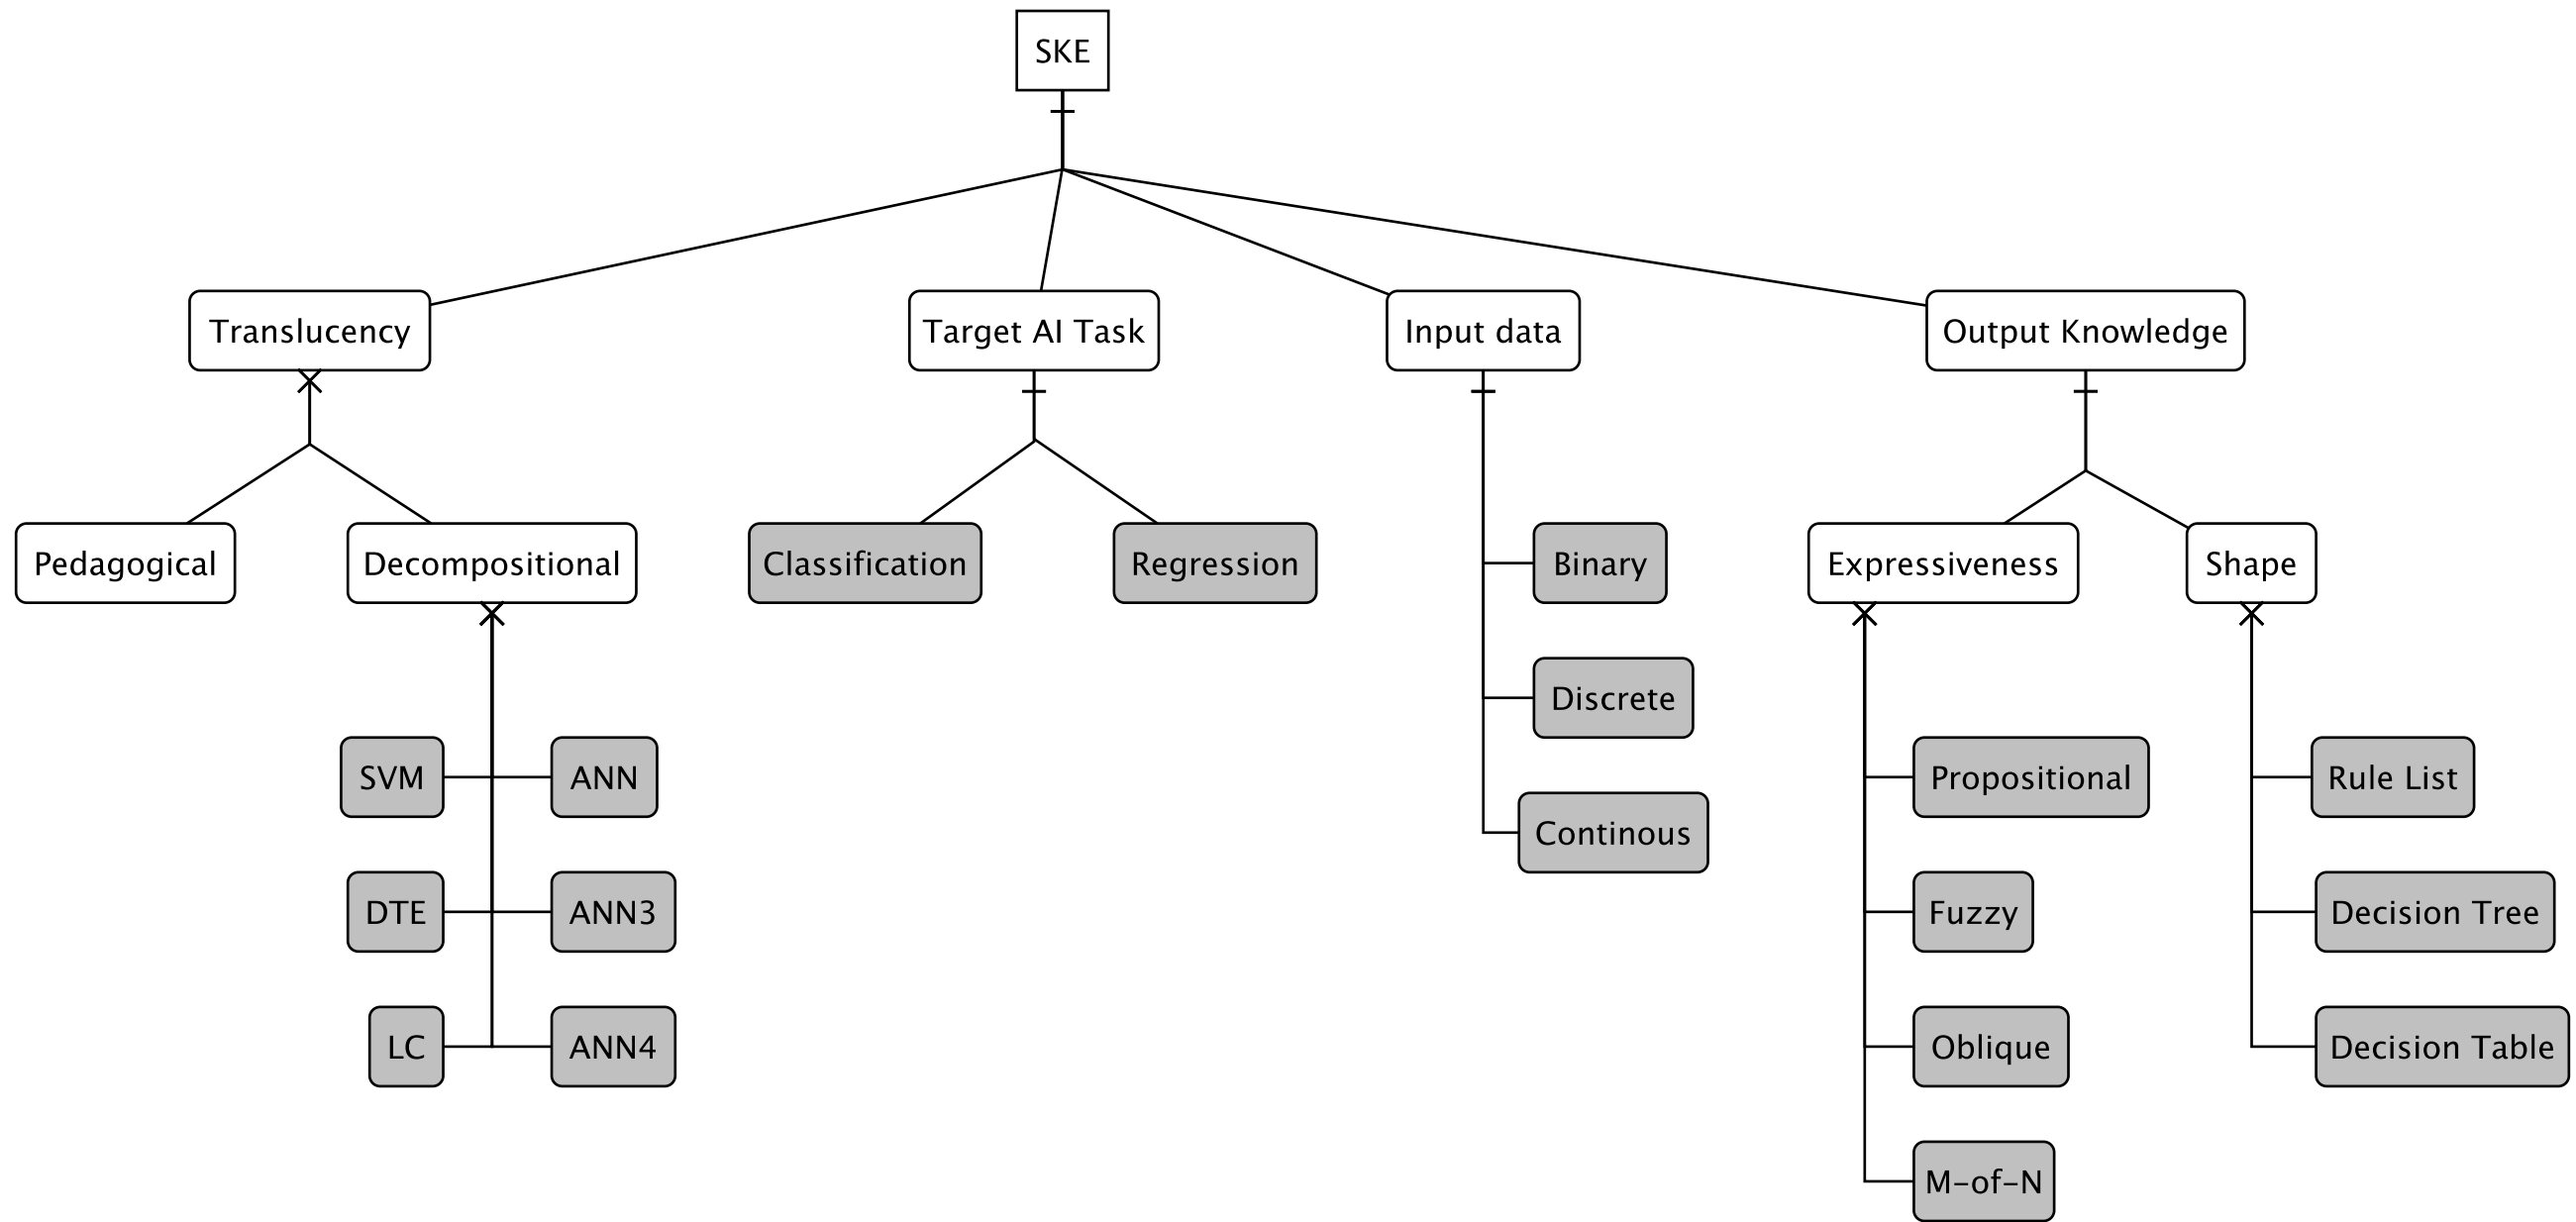 SKE
Translucency
Target AI Task
Input data
Output Knowledge
Pedagogical
Decompositional
Classification
Regression
Binary
Expressiveness
Shape
Discrete
SVM
ANN
Propositional
Rule List
Continous
DTE
ANN3
Fuzzy
Decision Tree
LC
ANN4
Oblique
Decision Table
M-of-N